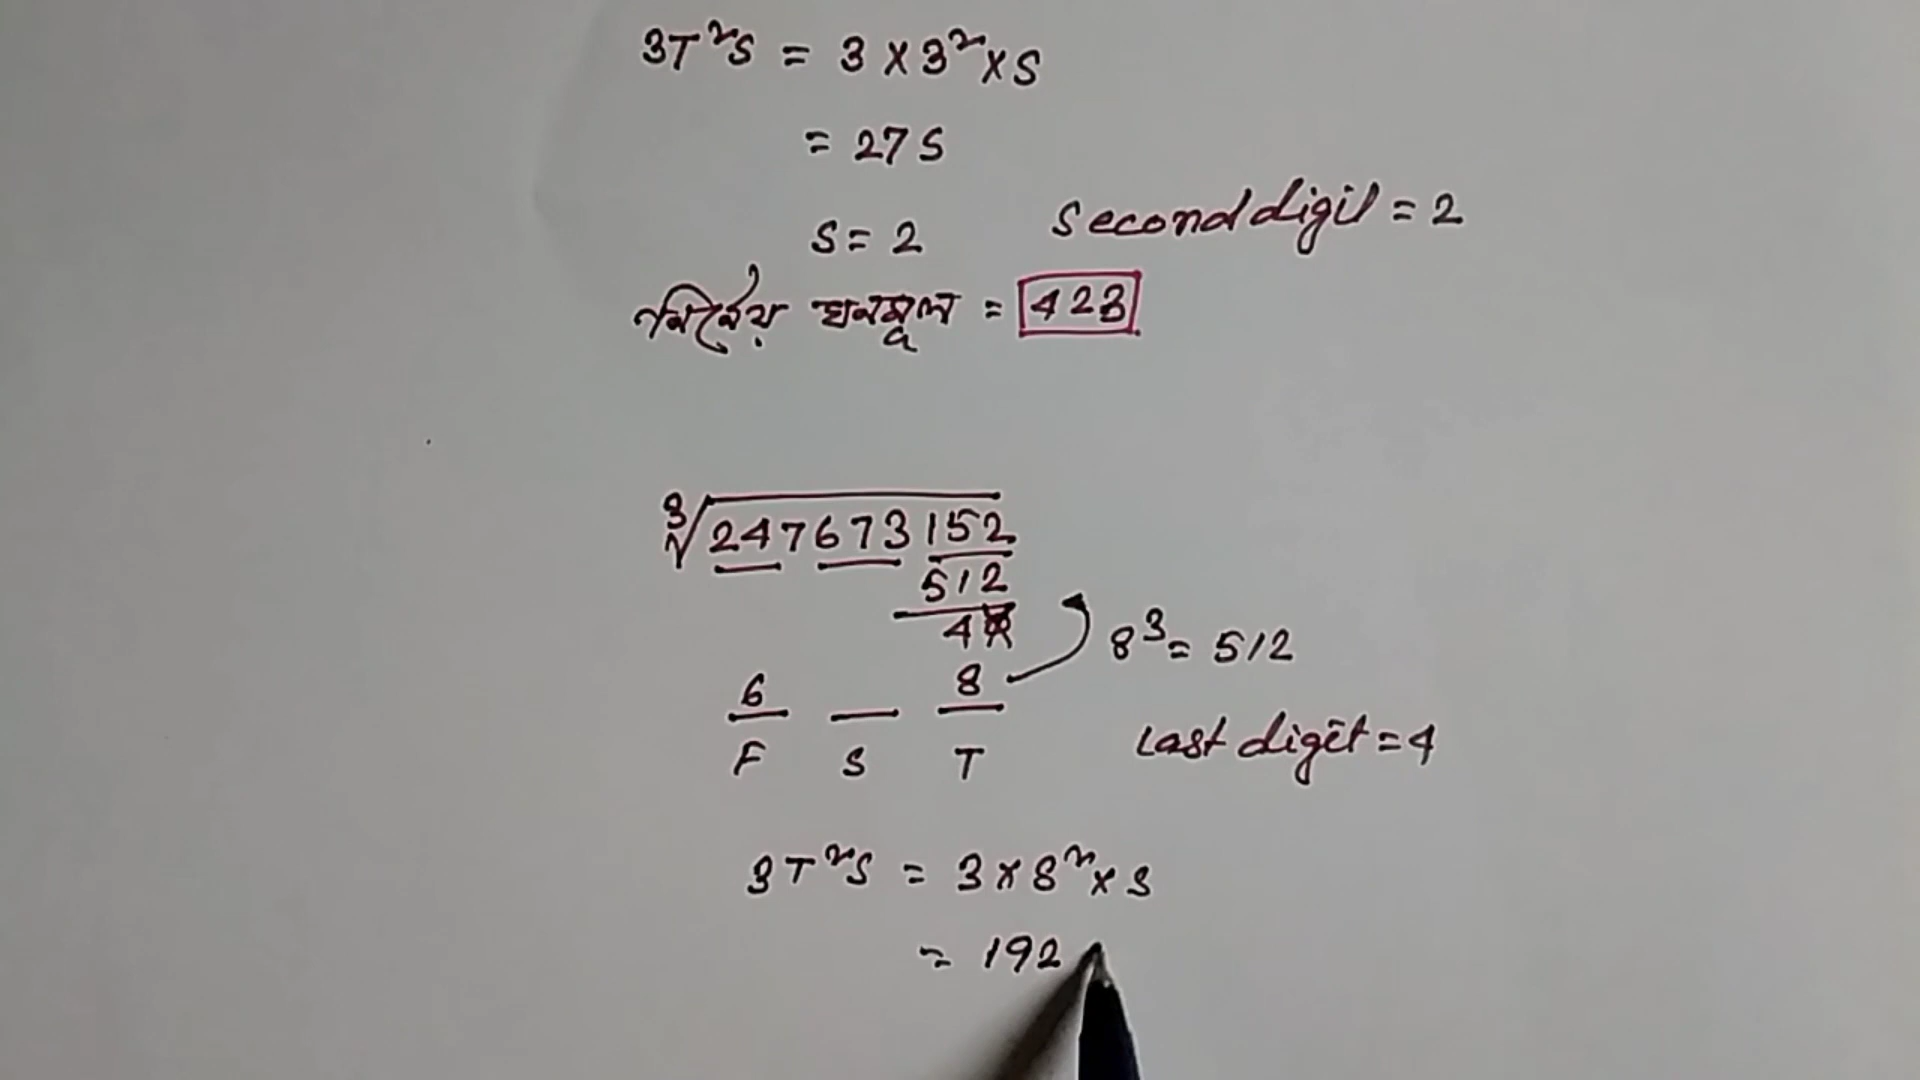 3T²S = 3 × 3² × S
= 27 S
S = 2
second digit = 2
নির্ণেয় ঘনমূল = 423
∛247673152
512
4
8³ = 512
6 _ 8
F S T
Last digit = 4
3T²S = 3 × 8² × S
= 192